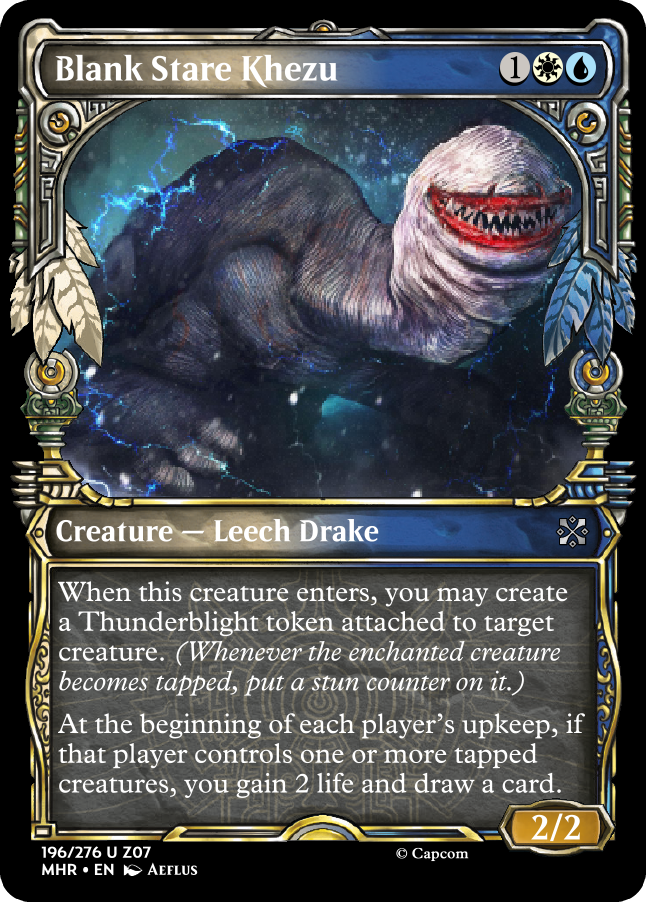 Blank Stare Khezu 1
Creature — Leech Drake
When this creature enters, you may create
a Thunderblight token attached to target
creature. (Whenever the enchanted creature
becomes tapped, put a stun counter on it.)
At the beginning of each player's upkeep, if
that player controls one or more tapped
creatures, you gain 2 life and draw a card.
2/2
196/276 U Z07
MHR • EN Aeflus
© Capcom